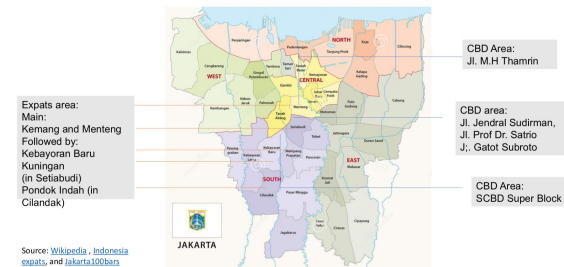 CBD Area:
Jl. M.H Thamrin
Expats area:
Main:
Kemang and Menteng
Followed by:
Kebayoran Baru
Kuningan
(in Setiabudi)
Pondok Indah (in
Cilandak)
CBD area:
Jl. Jendral Sudirman,
Jl. Prof Dr. Satrio
J;. Gatot Subroto
CBD Area:
SCBD Super Block
NORTH
Penjaringan
Pademangan
Tanjung Priok
Koja
Cilincing
Kelapa
Gading
WEST
Kalideres
Cengkareng
Grogol
Petamburan
Tambora
Taman
Sari
Kembangan
Kebon
Jeruk
Palmerah
CENTRAL
Sawah
Besar
Kemayoran
Gambir
Johar
Baru
Cempaka
Putih
Senen
Menteng
Tanah
Abang
SOUTH
Setiabudi
Tebet
Kebayoran
Baru
Mampang
Prapatan
Pancoran
Pesang-
grahan
Kebayoran
Lama
Cilandak
Pasar Minggu
Jagakarsa
EAST
Pulo
Gadung
Cakung
Matraman
Jatinegara
Duren Sawit
Makasar
Kramat
Jati
Pasar
Rebo
Ciracas
Cipayung
JAKARTA
Source: Wikipedia , Indonesia
expats, and Jakarta100bars